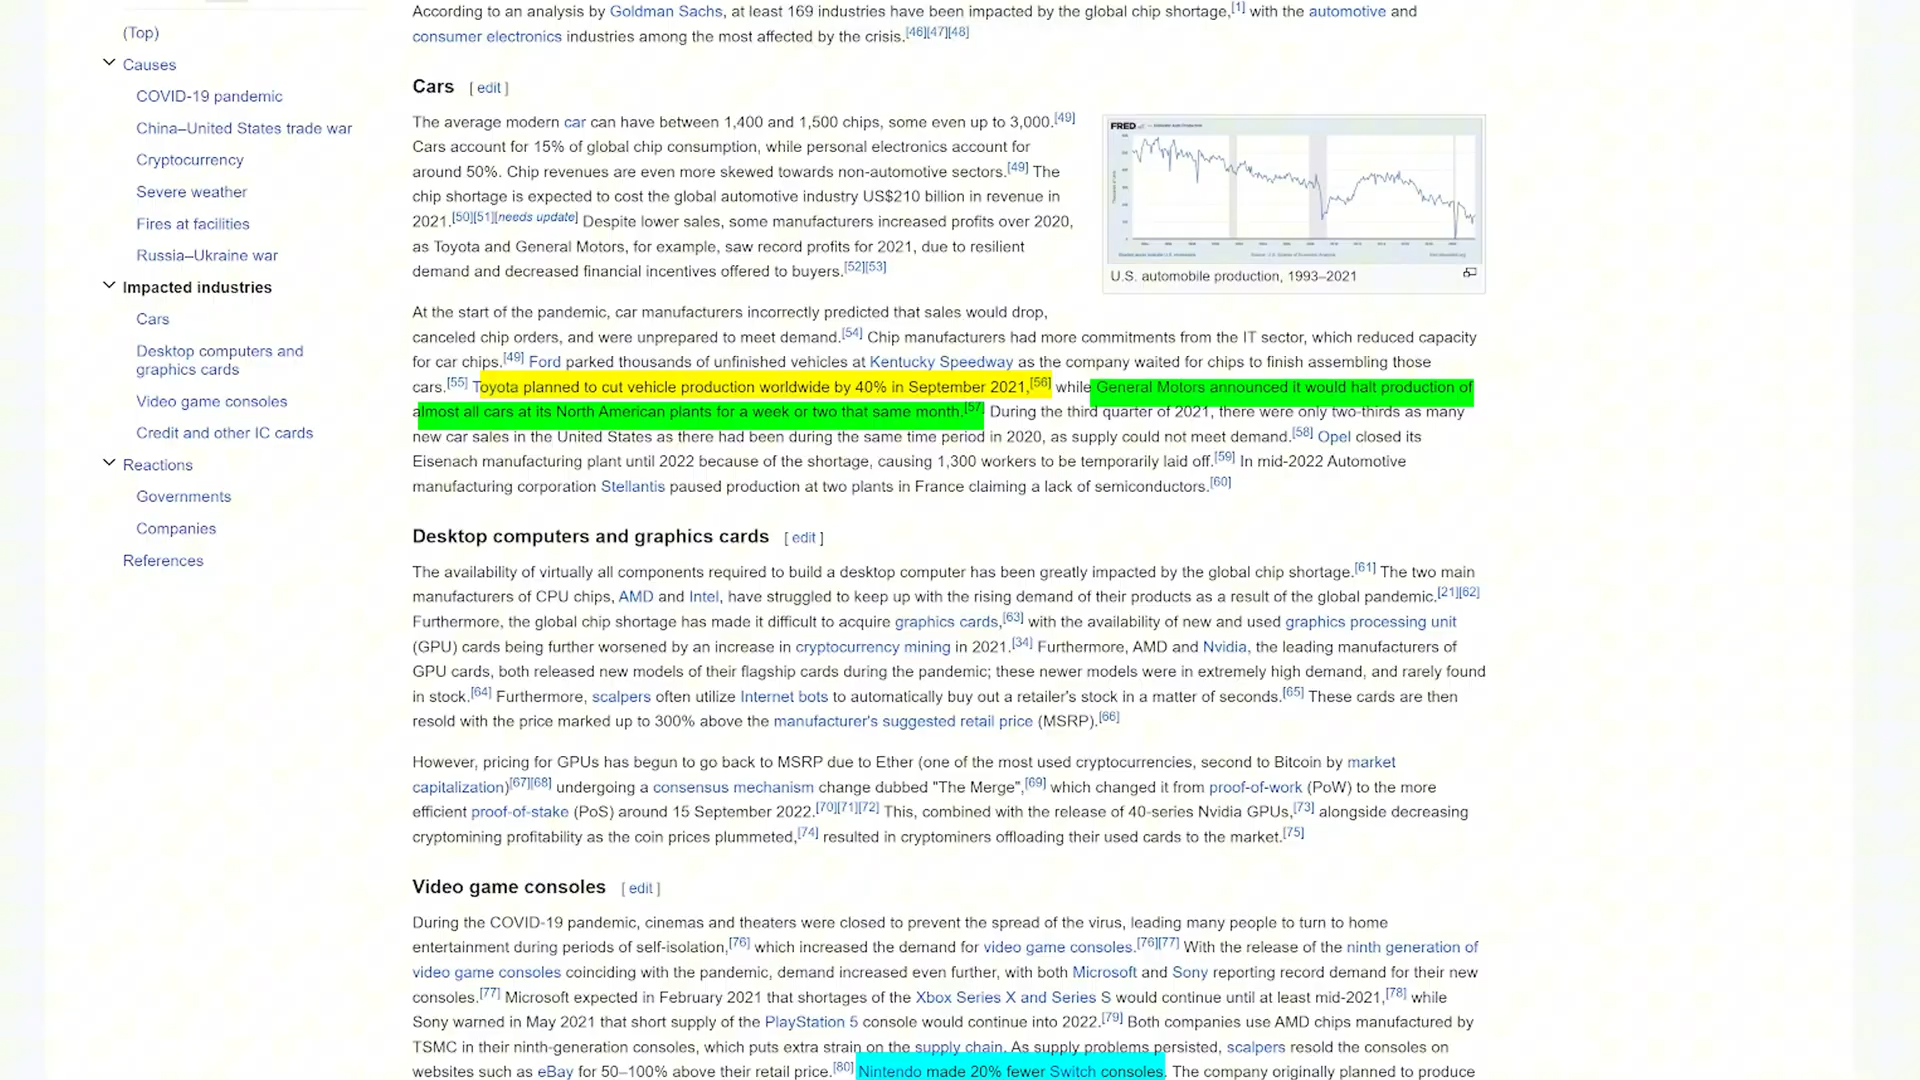 According to an analysis by Goldman Sachs, at least 169 industries have been impacted by the global chip shortage,[1] with the automotive and
consumer electronics industries among the most affected by the crisis.[46][47][48]
(Top)
Causes
COVID-19 pandemic
China–United States trade war
Cryptocurrency
Severe weather
Fires at facilities
Russia–Ukraine war
Impacted industries
Cars
Desktop computers and
graphics cards
Video game consoles
Credit and other IC cards
Reactions
Governments
Companies
References
Cars [ edit ]
The average modern car can have between 1,400 and 1,500 chips, some even up to 3,000.[49]
Cars account for 15% of global chip consumption, while personal electronics account for
around 50%. Chip revenues are even more skewed towards non-automotive sectors.[49] The
chip shortage is expected to cost the global automotive industry US$210 billion in revenue in
2021.[50][51][needs update] Despite lower sales, some manufacturers increased profits over 2020,
as Toyota and General Motors, for example, saw record profits for 2021, due to resilient
demand and decreased financial incentives offered to buyers.[52][53]
FRED
U.S. automobile production, 1993–2021
At the start of the pandemic, car manufacturers incorrectly predicted that sales would drop,
canceled chip orders, and were unprepared to meet demand.[54] Chip manufacturers had more commitments from the IT sector, which reduced capacity
for car chips.[49] Ford parked thousands of unfinished vehicles at Kentucky Speedway as the company waited for chips to finish assembling those
cars.[55] Toyota planned to cut vehicle production worldwide by 40% in September 2021,[56] while General Motors announced it would halt production of
almost all cars at its North American plants for a week or two that same month.[57] During the third quarter of 2021, there were only two-thirds as many
new car sales in the United States as there had been during the same time period in 2020, as supply could not meet demand.[58] Opel closed its
Eisenach manufacturing plant until 2022 because of the shortage, causing 1,300 workers to be temporarily laid off.[59] In mid-2022 Automotive
manufacturing corporation Stellantis paused production at two plants in France claiming a lack of semiconductors.[60]
Desktop computers and graphics cards [ edit ]
The availability of virtually all components required to build a desktop computer has been greatly impacted by the global chip shortage.[61] The two main
manufacturers of CPU chips, AMD and Intel, have struggled to keep up with the rising demand of their products as a result of the global pandemic.[21][62]
Furthermore, the global chip shortage has made it difficult to acquire graphics cards,[63] with the availability of new and used graphics processing unit
(GPU) cards being further worsened by an increase in cryptocurrency mining in 2021.[34] Furthermore, AMD and Nvidia, the leading manufacturers of
GPU cards, both released new models of their flagship cards during the pandemic; these newer models were in extremely high demand, and rarely found
in stock.[64] Furthermore, scalpers often utilize Internet bots to automatically buy out a retailer's stock in a matter of seconds.[65] These cards are then
resold with the price marked up to 300% above the manufacturer's suggested retail price (MSRP).[66]
However, pricing for GPUs has begun to go back to MSRP due to Ether (one of the most used cryptocurrencies, second to Bitcoin by market
capitalization)[67][68] undergoing a consensus mechanism change dubbed "The Merge",[69] which changed it from proof-of-work (PoW) to the more
efficient proof-of-stake (PoS) around 15 September 2022.[70][71][72] This, combined with the release of 40-series Nvidia GPUs,[73] alongside decreasing
cryptomining profitability as the coin prices plummeted,[74] resulted in cryptominers offloading their used cards to the market.[75]
Video game consoles [ edit ]
During the COVID-19 pandemic, cinemas and theaters were closed to prevent the spread of the virus, leading many people to turn to home
entertainment during periods of self-isolation,[76] which increased the demand for video game consoles.[76][77] With the release of the ninth generation of
video game consoles coinciding with the pandemic, demand increased even further, with both Microsoft and Sony reporting record demand for their new
consoles.[77] Microsoft expected in February 2021 that shortages of the Xbox Series X and Series S would continue until at least mid-2021,[78] while
Sony warned in May 2021 that short supply of the PlayStation 5 console would continue into 2022.[79] Both companies use AMD chips manufactured by
TSMC in their ninth-generation consoles, which puts extra strain on the supply chain. As supply problems persisted, scalpers resold the consoles on
websites such as eBay for 50–100% above their retail price.[80] Nintendo made 20% fewer Switch consoles. The company originally planned to produce